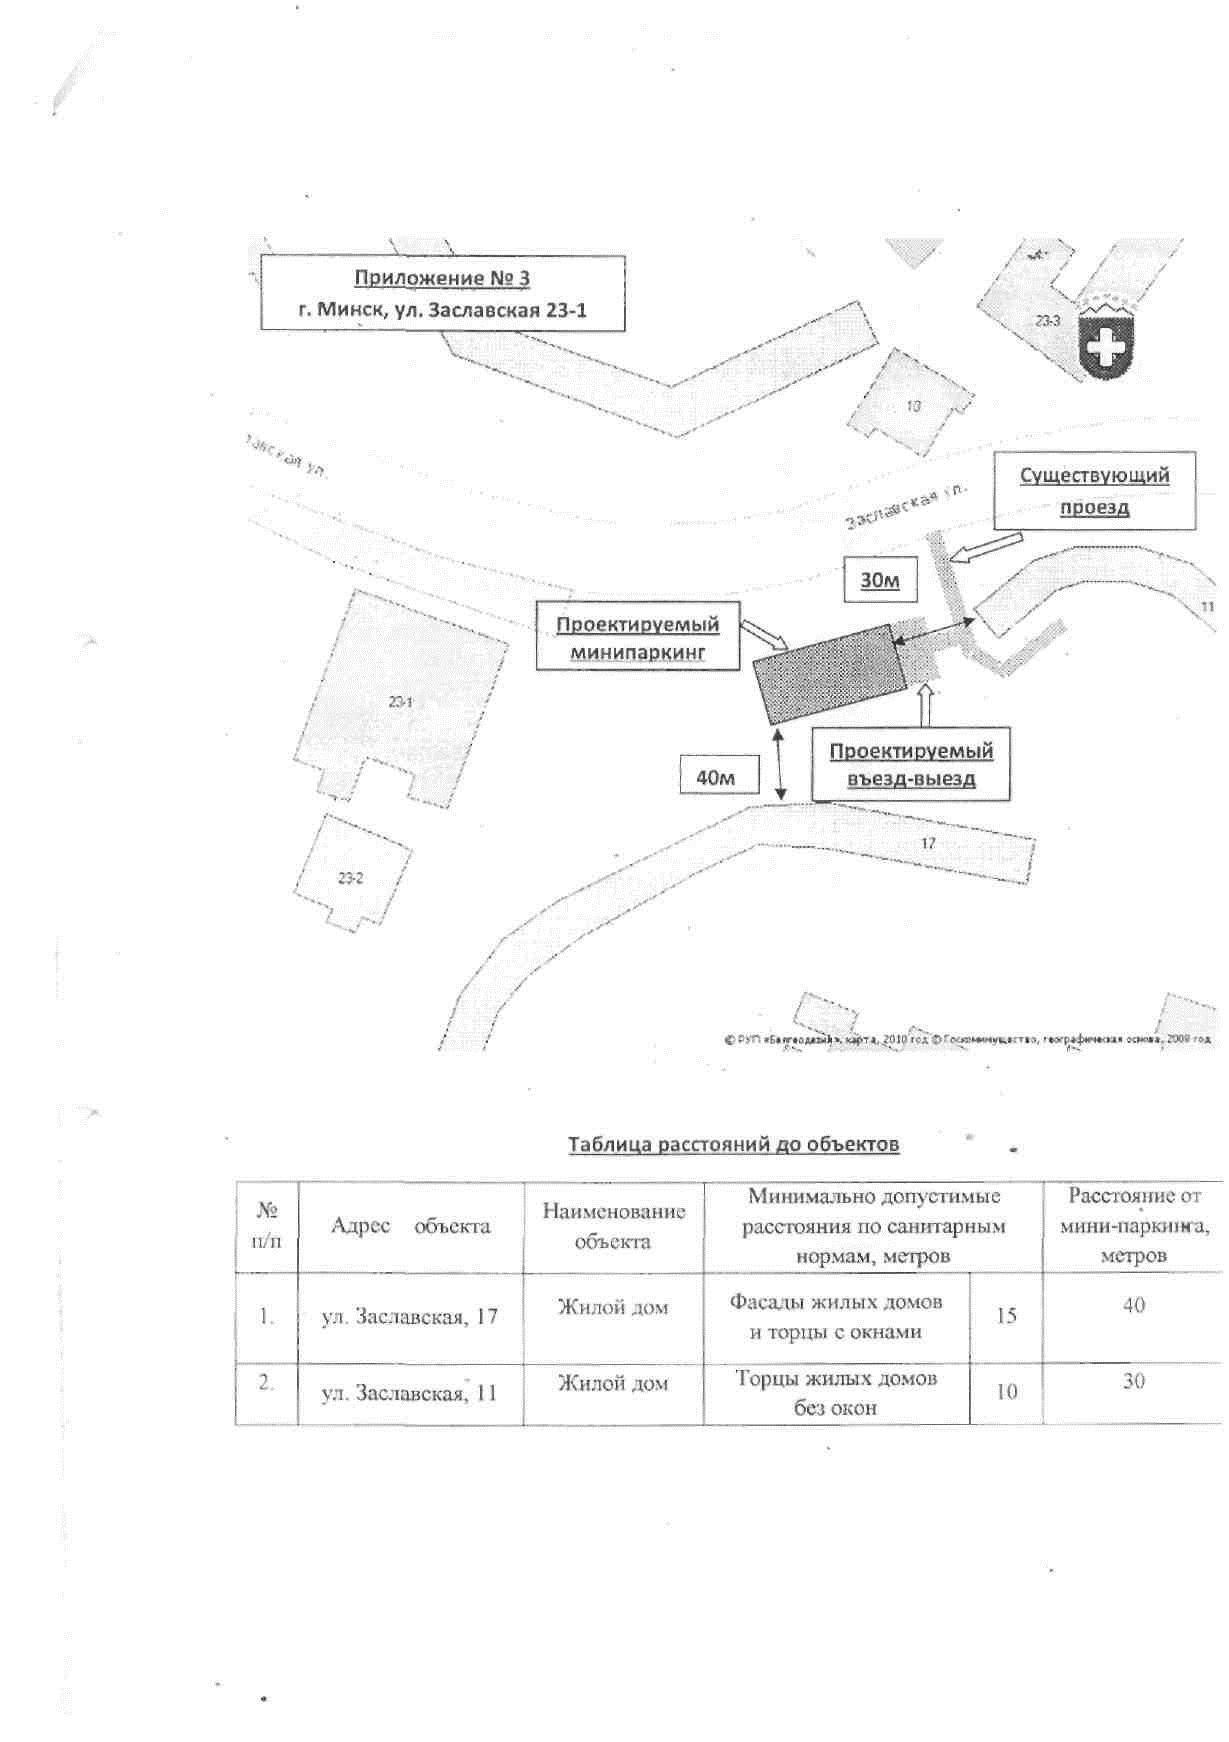 Приложение № 3
г. Минск, ул. Заславская 23-1
23-3
10
ул.
Заславская ул.
Существующий
проезд
30м
11
Проектируемый
минипаркинг
23-1
Проектируемый
въезд-выезд
40м
17
23-2
© РУП «Белгеодезия», карта, 2010 год © Госкомимущество, географическая основа, 2009 год
Таблица расстояний до объектов
№
п/п
Адрес объекта
Наименование
объекта
Минимально допустимые
расстояния по санитарным
нормам, метров
Расстояние от
мини-паркинга,
метров
1.
ул. Заславская, 17
Жилой дом
Фасады жилых домов
и торцы с окнами
15
40
2.
ул. Заславская, 11
Жилой дом
Торцы жилых домов
без окон
10
30